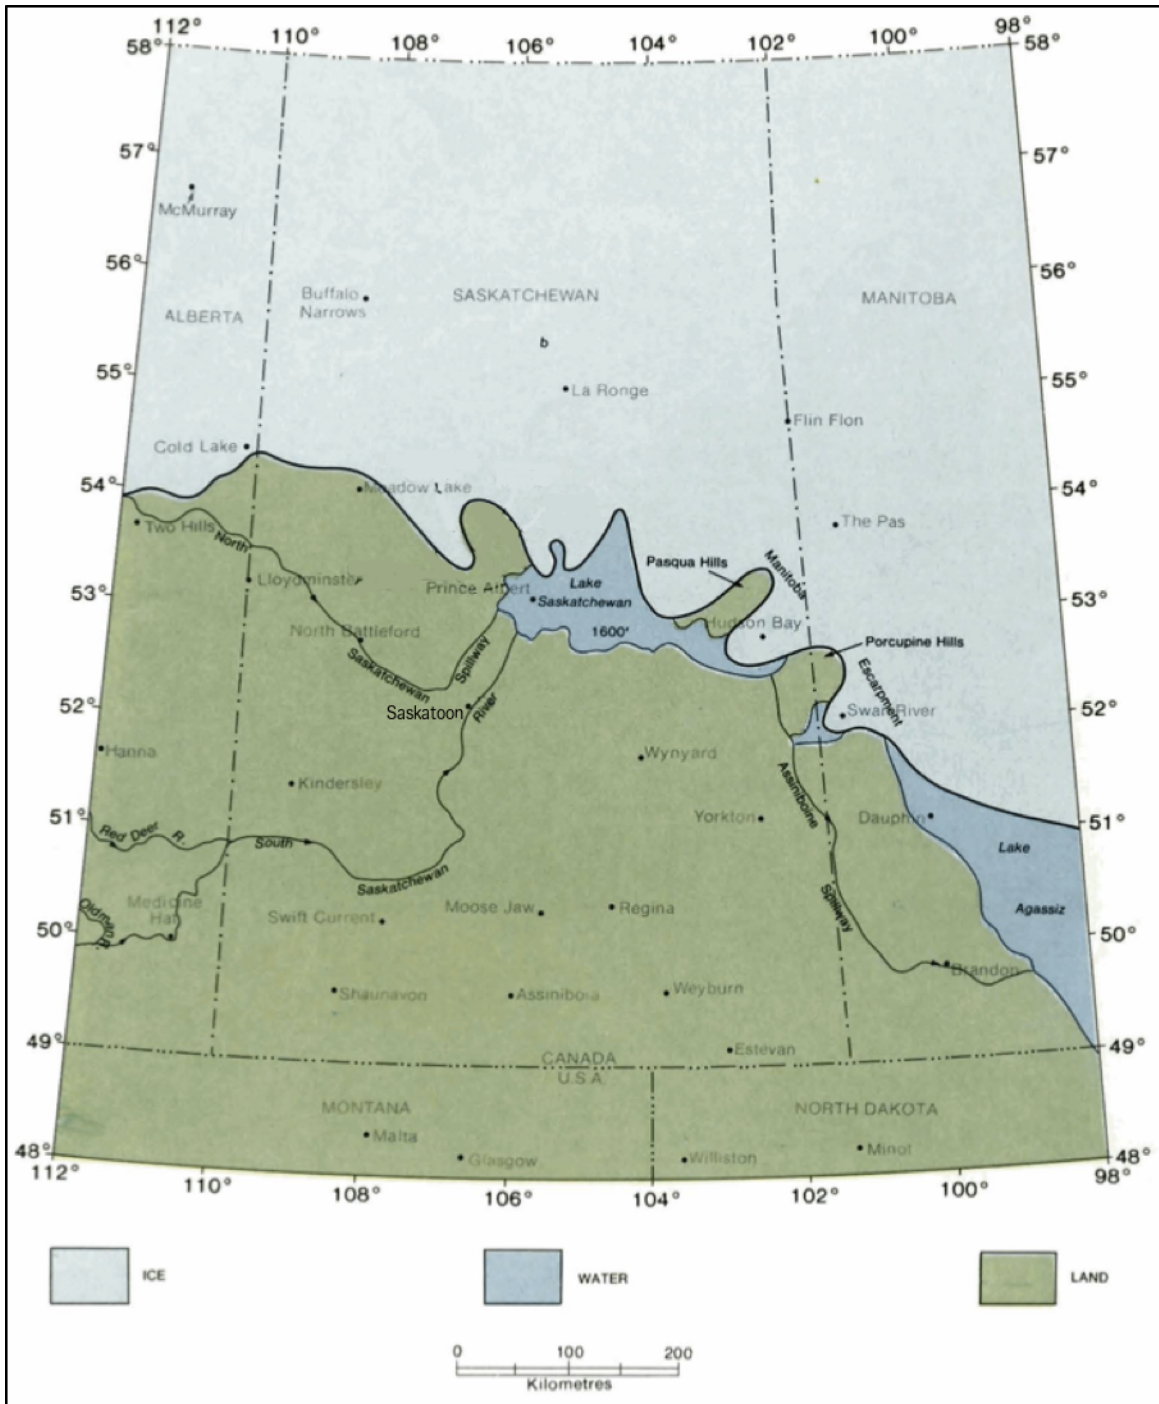 112°
110°
108°
106°
104°
102°
100°
98°
58°
58°
57°
57°
McMurray
56°
56°
Buffalo
Narrows
SASKATCHEWAN
MANITOBA
ALBERTA
b
55°
55°
La Ronge
Flin Flon
Cold Lake
54°
54°
Meadow Lake
Two Hills
The Pas
North
Pasqua Hills
Manitoba
Lloydminster
Prince Albert
Lake
Saskatchewan
53°
53°
1600'
Hudson Bay
North Battleford
Porcupine Hills
Saskatchewan
Spillway
Escarpment
52°
52°
Saskatoon
River
Swan River
Hanna
Wynyard
Kindersley
Assiniboine
51°
51°
Yorkton
Dauphin
Red Deer R.
South
Lake
Saskatchewan
Medicine
Hat
Spillway
Swift Current
Moose Jaw
Regina
Agassiz
50°
50°
Brandon
Shaunavon
Assiniboia
Weyburn
49°
49°
Estevan
CANADA
U.S.A.
MONTANA
NORTH DAKOTA
Malta
Minot
Glasgow
Williston
48°
48°
112°
110°
108°
106°
104°
102°
100°
98°
ICE
WATER
LAND
0
100
200
Kilometres